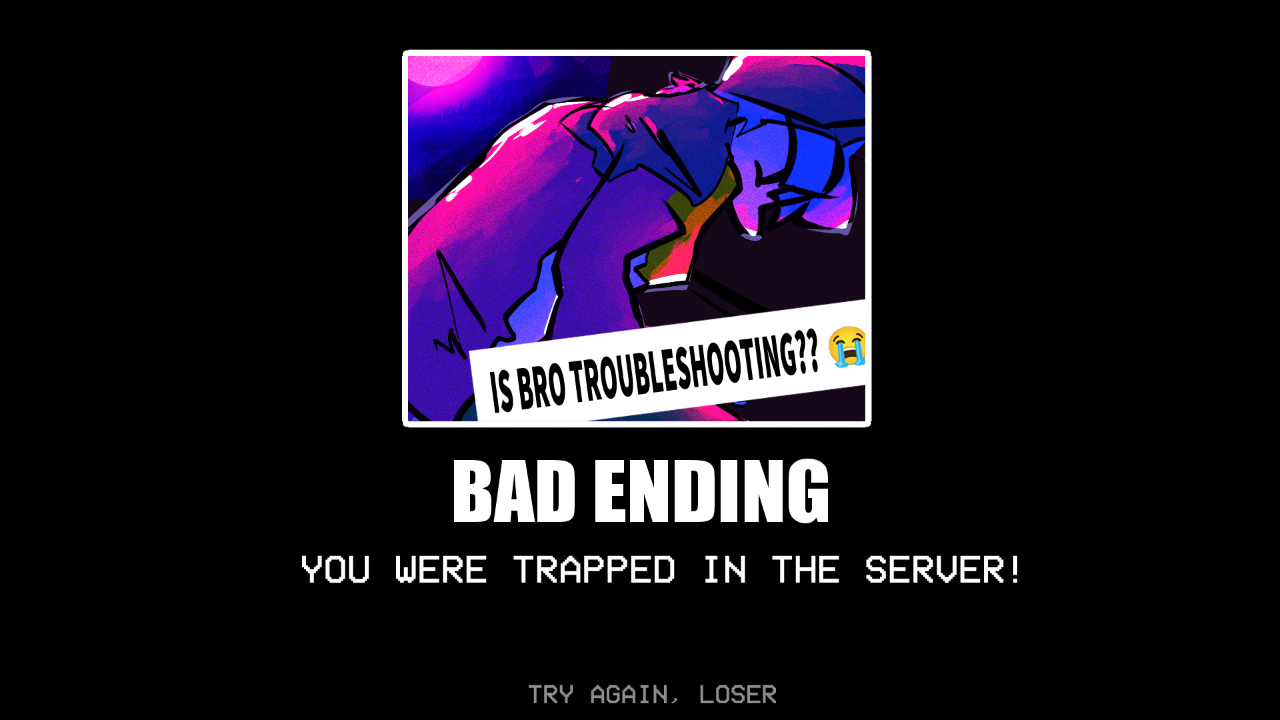 IS BRO TROUBLESHOOTING?? 😭
BAD ENDING
YOU WERE TRAPPED IN THE SERVER!
TRY AGAIN, LOSER